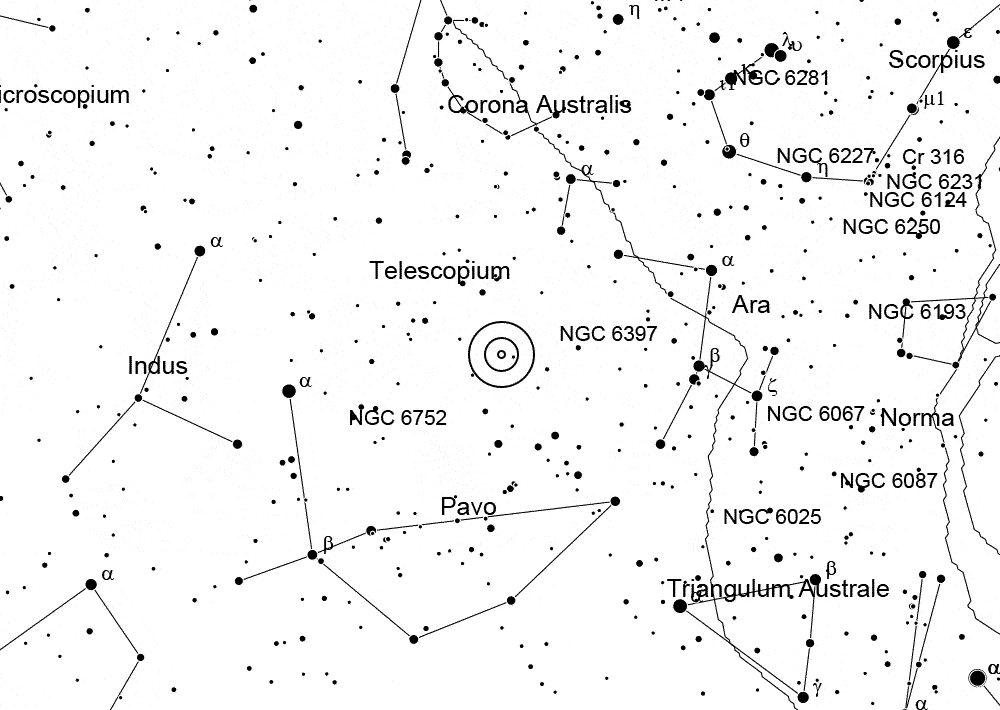 η
λ
υ
κ
NGC 6281
ι1
ε
Scorpius
icroscopium
Corona Australis
μ1
θ
NGC 6227
Cr 316
η
NGC 6231
α
NGC 6124
NGC 6250
α
Telescopium
α
Ara
NGC 6193
NGC 6397
Indus
β
γ
α
ζ
NGC 6752
NGC 6067
Norma
NGC 6087
Pavo
NGC 6025
β
α
β
Triangulum Australe
α
α
γ
α